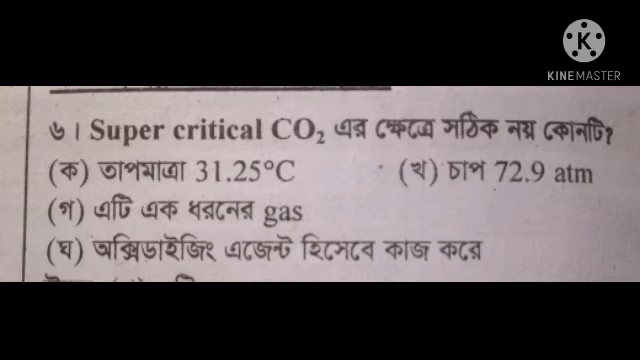 KINEMASTER
৬। Super critical CO₂ এর ক্ষেত্রে সঠিক নয় কোনটি?
(ক) তাপমাত্রা 31.25°C (খ) চাপ 72.9 atm
(গ) এটি এক ধরনের gas
(ঘ) অক্সিডাইজিং এজেন্ট হিসেবে কাজ করে